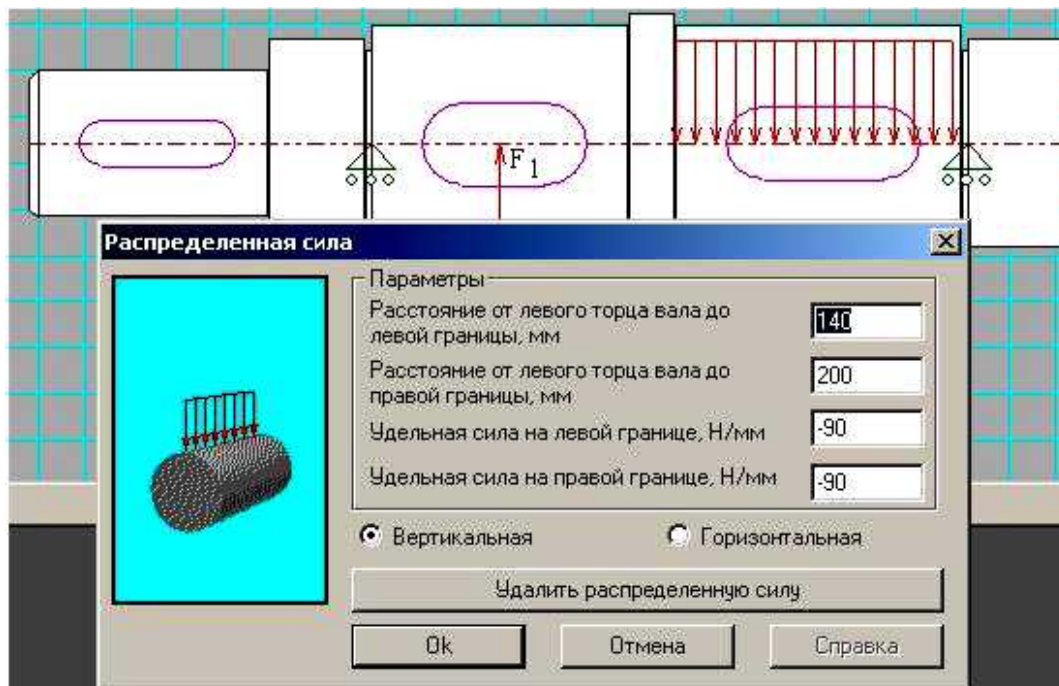 F1
Распределенная сила
Параметры
Расстояние от левого торца вала до
левой границы, мм
140
Расстояние от левого торца вала до
правой границы, мм
200
Удельная сила на левой границе, Н/мм
-90
Удельная сила на правой границе, Н/мм
-90
Вертикальная
Горизонтальная
Удалить распределенную силу
Ok
Отмена
Справка